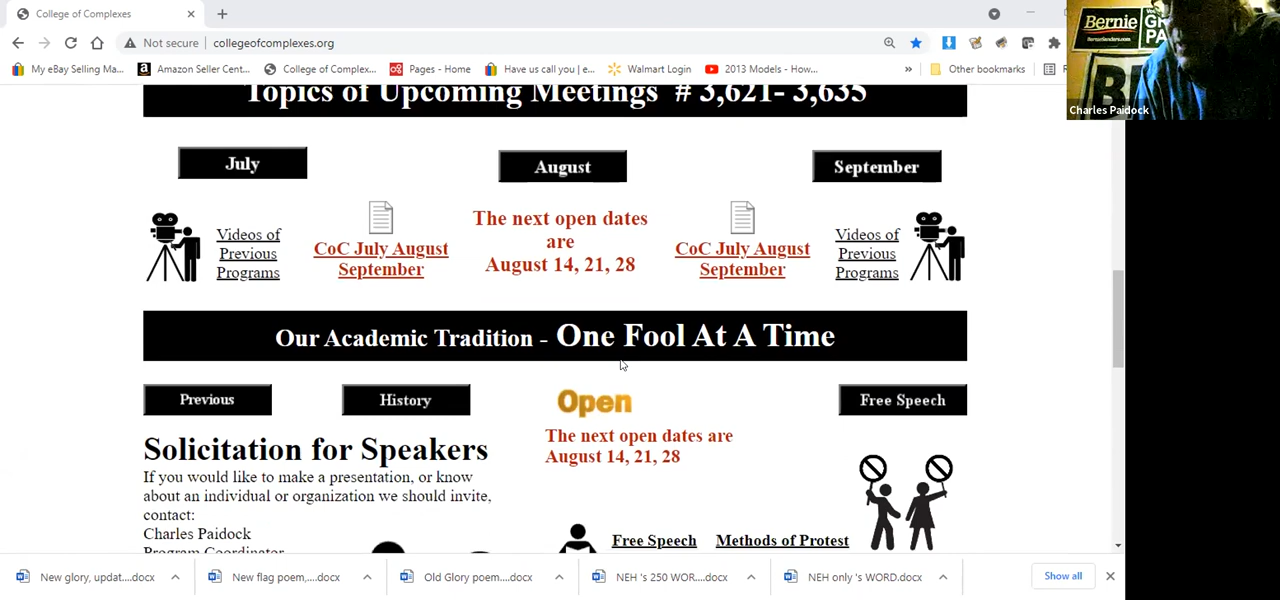 College of Complexes
Not secure
collegeofcomplexes.org
My eBay Selling Ma...
Amazon Seller Cent...
College of Complex...
Pages - Home
Have us call you | e...
Walmart Login
2013 Models - How...
»
Other bookmarks
Bernie
Berniesanders.com
Charles Paidock
Topics of Upcoming Meetings # 3,621- 3,635
July
August
September
Videos of
Previous
Programs
CoC July August
September
The next open dates
are
August 14, 21, 28
CoC July August
September
Videos of
Previous
Programs
Our Academic Tradition - One Fool At A Time
Previous
History
Open
Free Speech
Solicitation for Speakers
If you would like to make a presentation, or know
about an individual or organization we should invite,
contact:
Charles Paidock
Program Coordinator
The next open dates are
August 14, 21, 28
Free Speech
Methods of Protest
New glory, updat....docx
New flag poem,....docx
Old Glory poem....docx
NEH 's 250 WOR....docx
NEH only 's WORD.docx
Show all